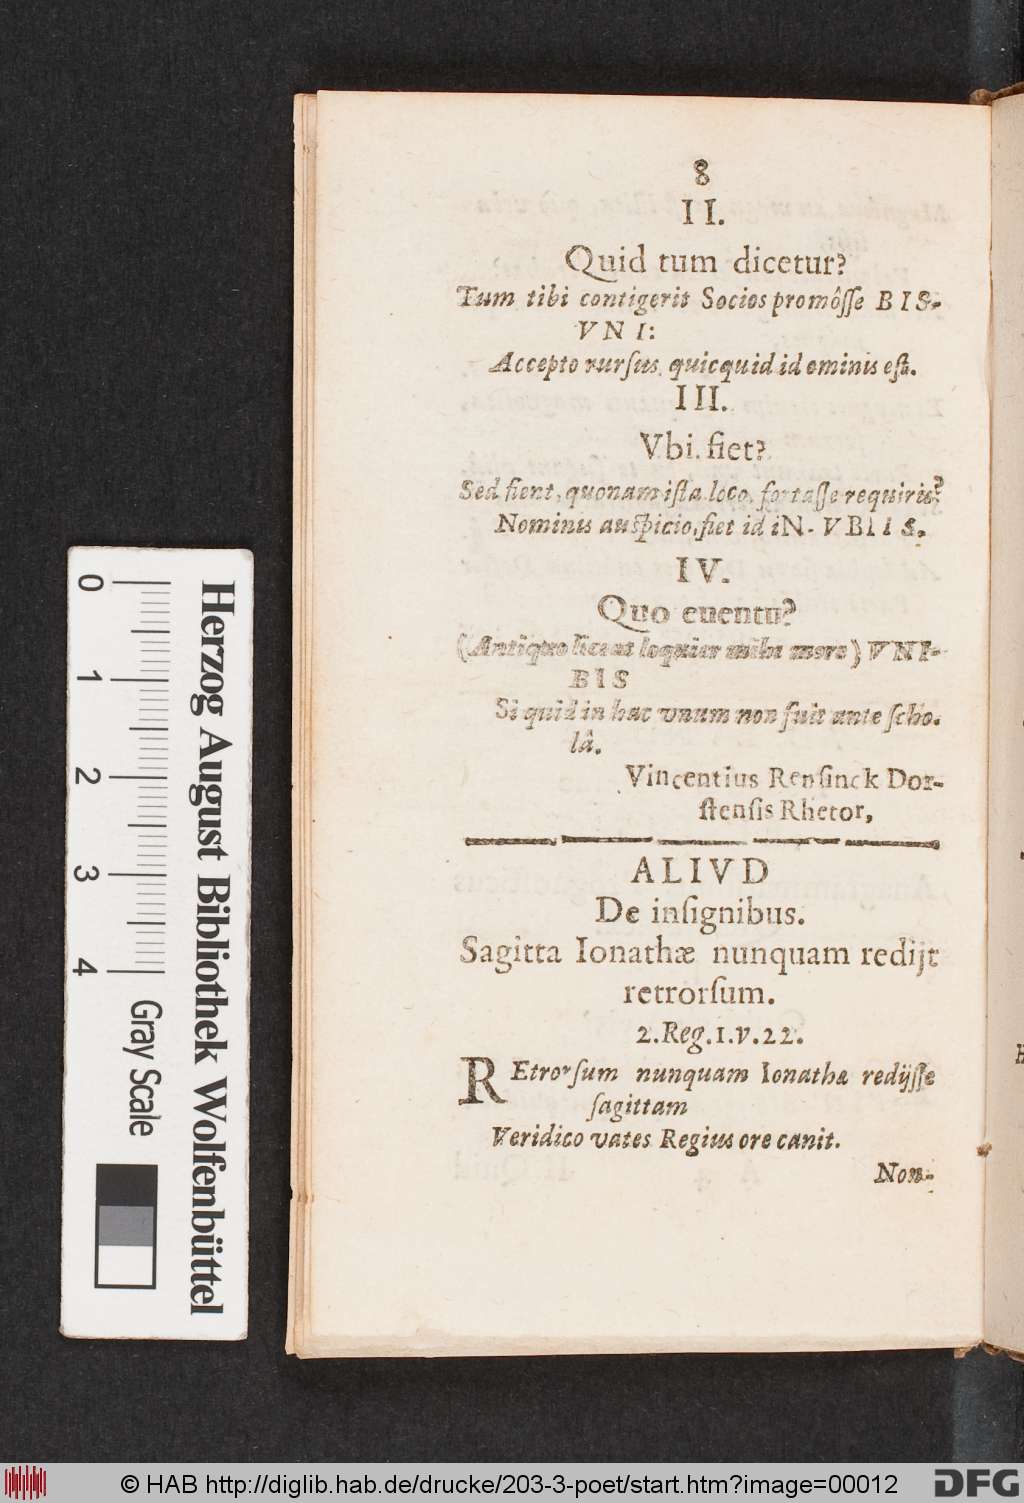 8
II.
Quid tum dicetur?
Tum tibi contigerit Socios promôſſe BIS-
VNI:
Accepto rurſus, quicquid id ominis eſt.
III.
Vbi. fiet?
Sed fient, quonam iſta loco, fortaſſe requiris?
Nominis auſpicio, fiet id iN- VBIIS.
IV.
Quo euentu?
(Antiquo liceat loquier mihi more) VNI-
BIS
Si quid in hac vnum non fuit ante ſcho-
lâ.
Vincentius Renſinck Dor-
ſtenſis Rhetor,
ALIVD
De inſignibus.
Sagitta Ionathæ nunquam redijt
retrorſum.
2. Reg. 1. v. 22.
REtrorſum nunquam Ionathæ redijſſe
ſagittam
Veridico vates Regius ore canit.
Non-
Herzog August Bibliothek Wolfenbüttel
0
1
2
3
4
Gray Scale
© HAB http://diglib.hab.de/drucke/203-3-poet/start.htm?image=00012
DFG